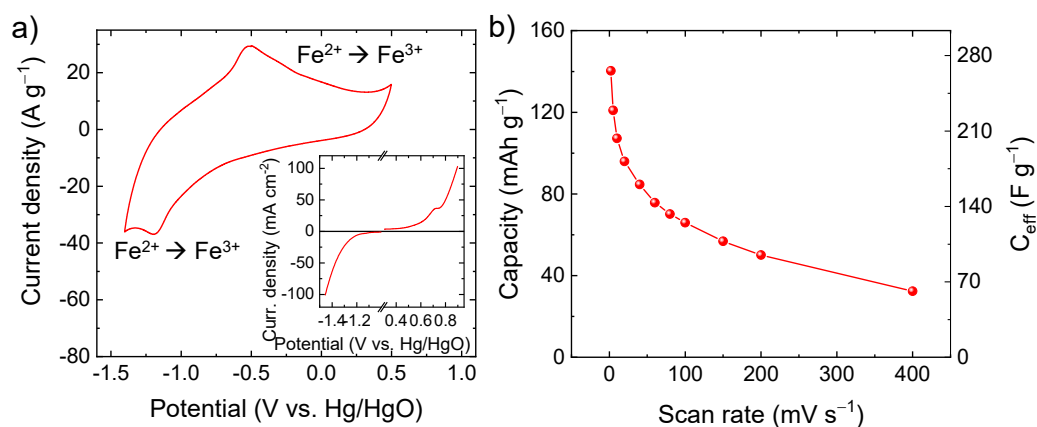 a)
Fe²⁺ → Fe³⁺
Fe²⁺ → Fe³⁺
20
0
-20
-40
-60
-80
Current density (A g⁻¹)
-1.5 -1.0 -0.5 0.0 0.5 1.0
Potential (V vs. Hg/HgO)
100
50
0
-50
-100
Curr. density (mA cm⁻²)
-1.4 -1.2 0.4 0.6 0.8
Potential (V vs. Hg/HgO)
b)
160
120
80
40
0
Capacity (mAh g⁻¹)
280
210
140
70
0
C_eff (F g⁻¹)
0 100 200 300 400
Scan rate (mV s⁻¹)